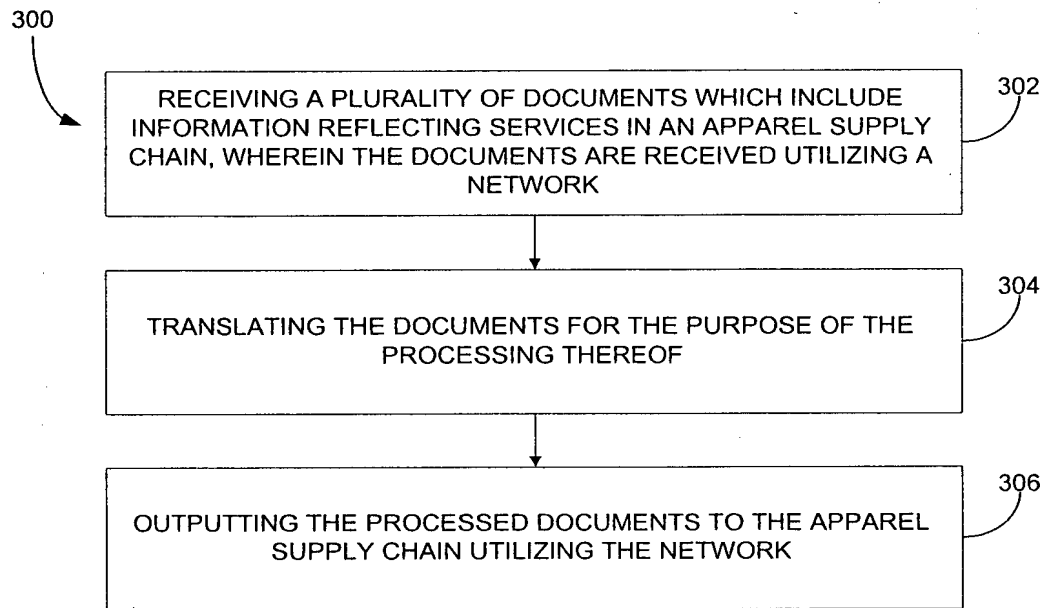 300
RECEIVING A PLURALITY OF DOCUMENTS WHICH INCLUDE
INFORMATION REFLECTING SERVICES IN AN APPAREL SUPPLY
CHAIN, WHEREIN THE DOCUMENTS ARE RECEIVED UTILIZING A
NETWORK
302
TRANSLATING THE DOCUMENTS FOR THE PURPOSE OF THE
PROCESSING THEREOF
304
OUTPUTTING THE PROCESSED DOCUMENTS TO THE APPAREL
SUPPLY CHAIN UTILIZING THE NETWORK
306